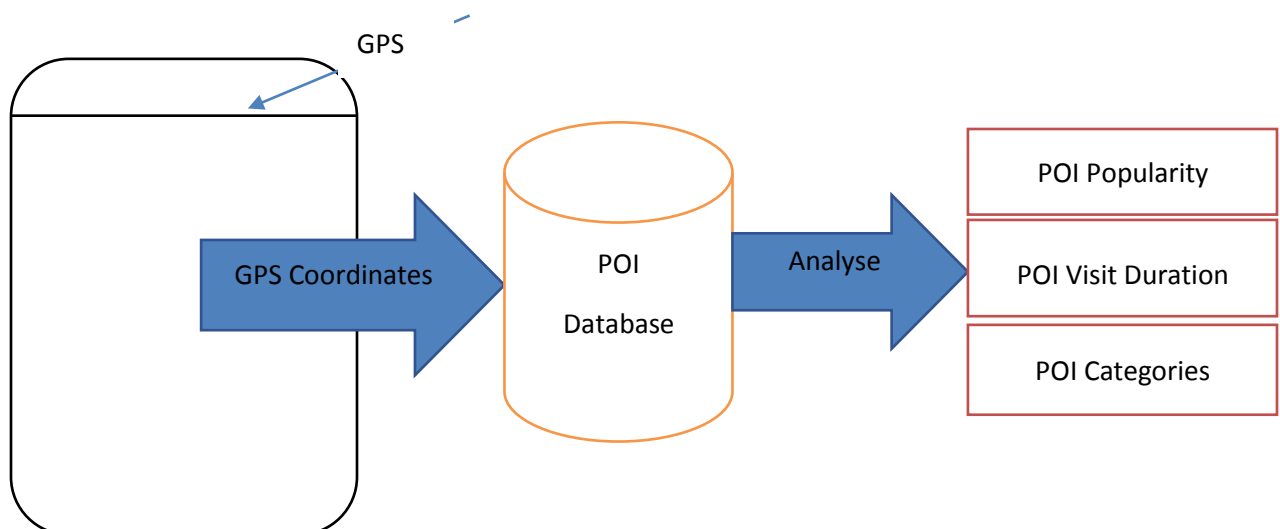 GPS
GPS Coordinates
POI
Database
Analyse
POI Popularity
POI Visit Duration
POI Categories